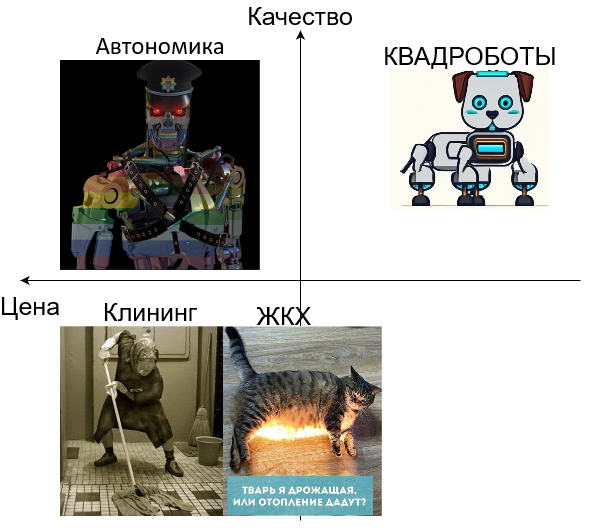 Качество
Автономика
КВАДРОБОТЫ
Цена
Клининг
ЖКХ
ТВАРЬ Я ДРОЖАЩАЯ,
ИЛИ ОТОПЛЕНИЕ ДАДУТ?